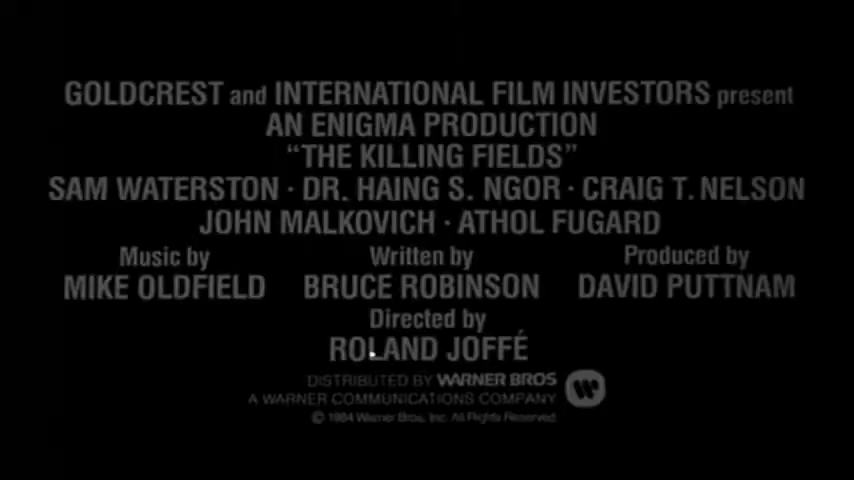 GOLDCREST and INTERNATIONAL FILM INVESTORS present
AN ENIGMA PRODUCTION
“THE KILLING FIELDS”
SAM WATERSTON · DR. HAING S. NGOR · CRAIG T. NELSON
JOHN MALKOVICH · ATHOL FUGARD
Music by Written by Produced by
MIKE OLDFIELD BRUCE ROBINSON DAVID PUTTNAM
Directed by
ROLAND JOFFÉ
DISTRIBUTED BY WARNER BROS
A WARNER COMMUNICATIONS COMPANY
© 1984 Warner Bros, Inc. All Rights Reserved